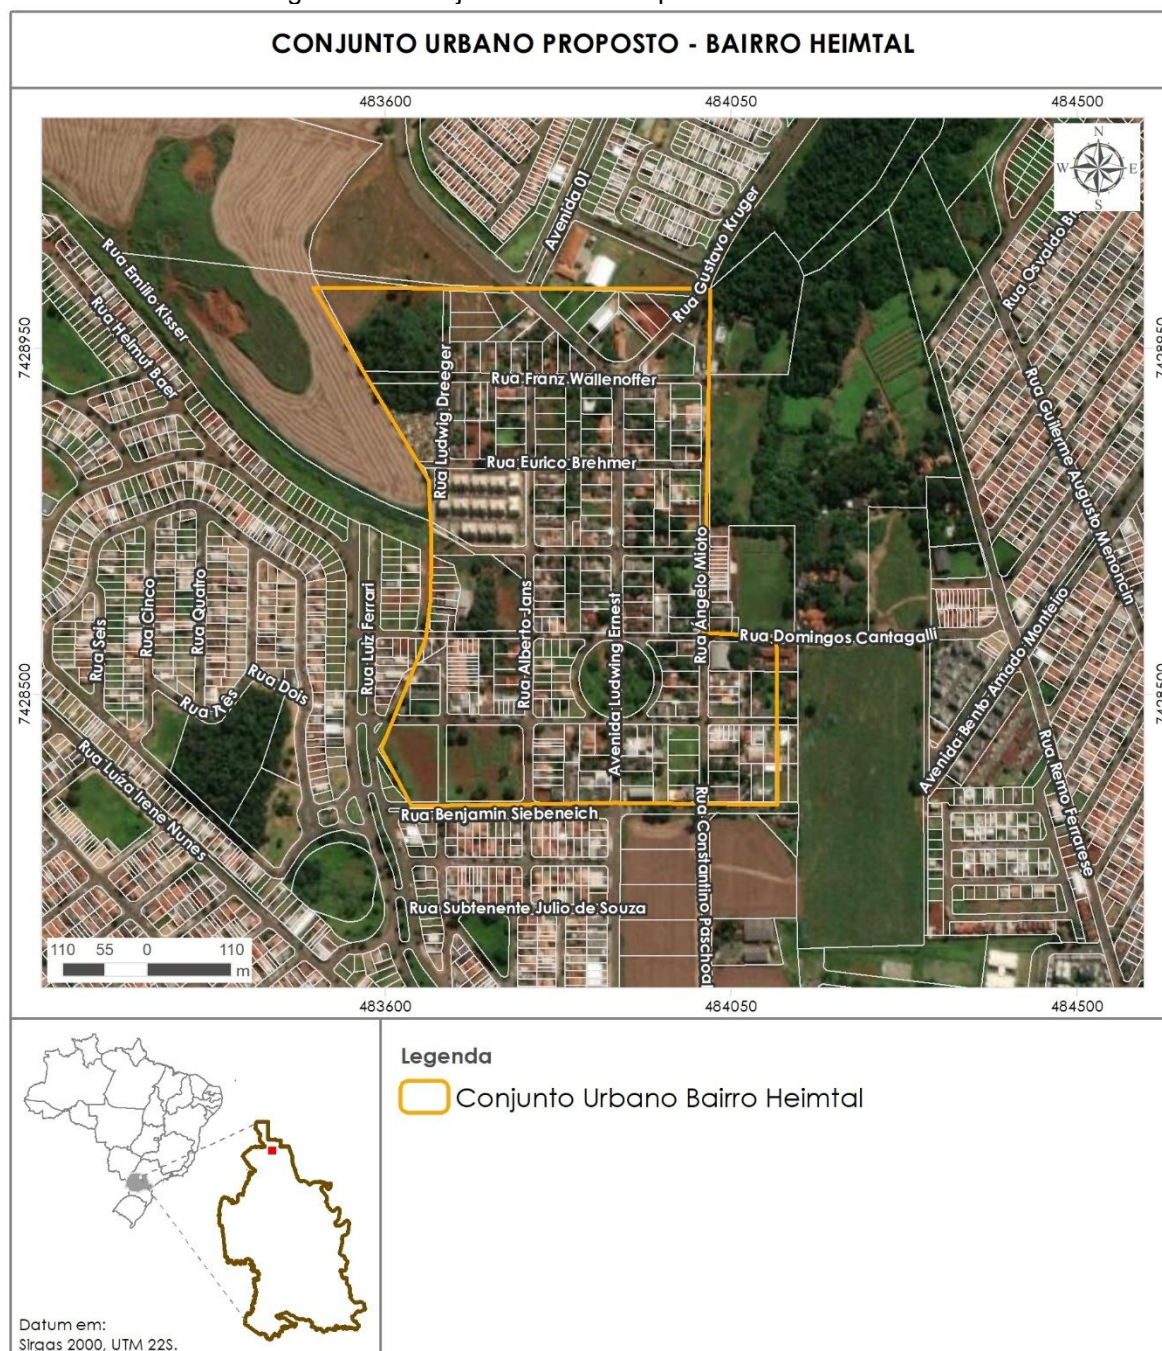 CONJUNTO URBANO PROPOSTO - BAIRRO HEIMTAL
483600
484050
484500
7428950
7428950
7428500
7428500
Avenida 01
Rua Gustavo Kruger
Rua Emilio Kisser
Rua Helmut Baer
Rua Osvaldo
Rua Ludwig Dreeger
Rua Franz Wallenoffer
Rua Guilherme Augusto Menoncin
Rua Eurico Brehmer
Rua Seis
Rua Cinco
Rua Quatro
Rua Luiz Ferrari
Rua Alberto Jans
Avenida Ludwing Ernest
Rua Ângelo Mioto
Rua Domingos Cantagalli
Rua Três
Rua Dois
Avenida Bento Amado Monteiro
Rua Luíza Irene Nunes
Rua Benjamin Siebeneich
Rua Constantino Paschoal
Rua Remo Ferrarese
Rua Subtenente Julio de Souza
N
W
E
S
110 55 0 110
m
483600
484050
484500
Legenda
Conjunto Urbano Bairro Heimtal
Datum em:
Sirgas 2000, UTM 22S.